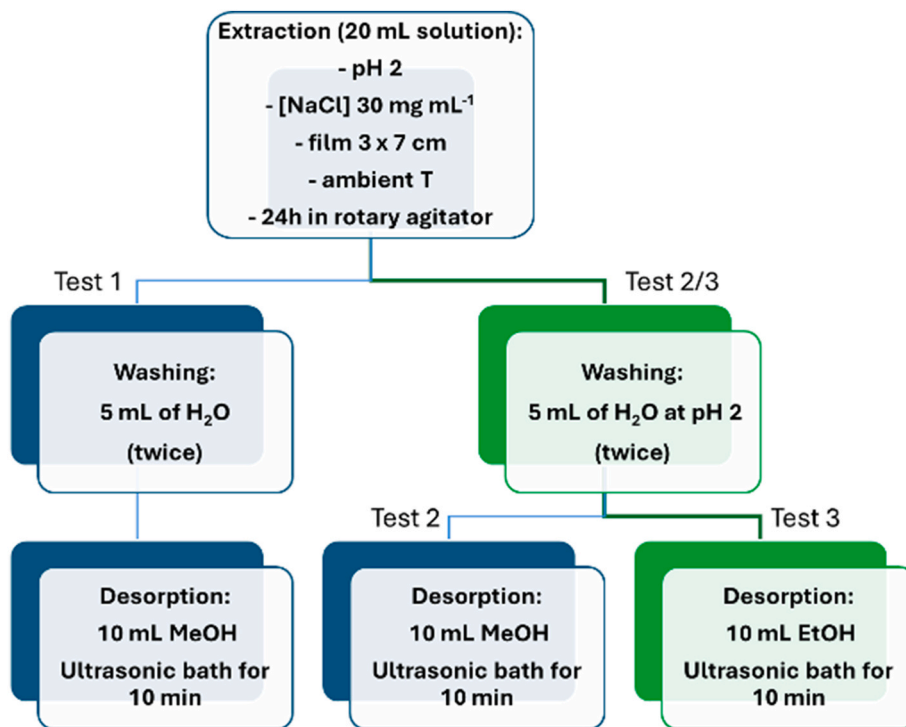 Extraction (20 mL solution):
- pH 2
- [NaCl] 30 mg mL⁻¹
- film 3 x 7 cm
- ambient T
- 24h in rotary agitator
Test 1
Test 2/3
Washing:
5 mL of H₂O
(twice)
Washing:
5 mL of H₂O at pH 2
(twice)
Test 2
Test 3
Desorption:
10 mL MeOH
Ultrasonic bath for
10 min
Desorption:
10 mL MeOH
Ultrasonic bath for
10 min
Desorption:
10 mL EtOH
Ultrasonic bath for
10 min